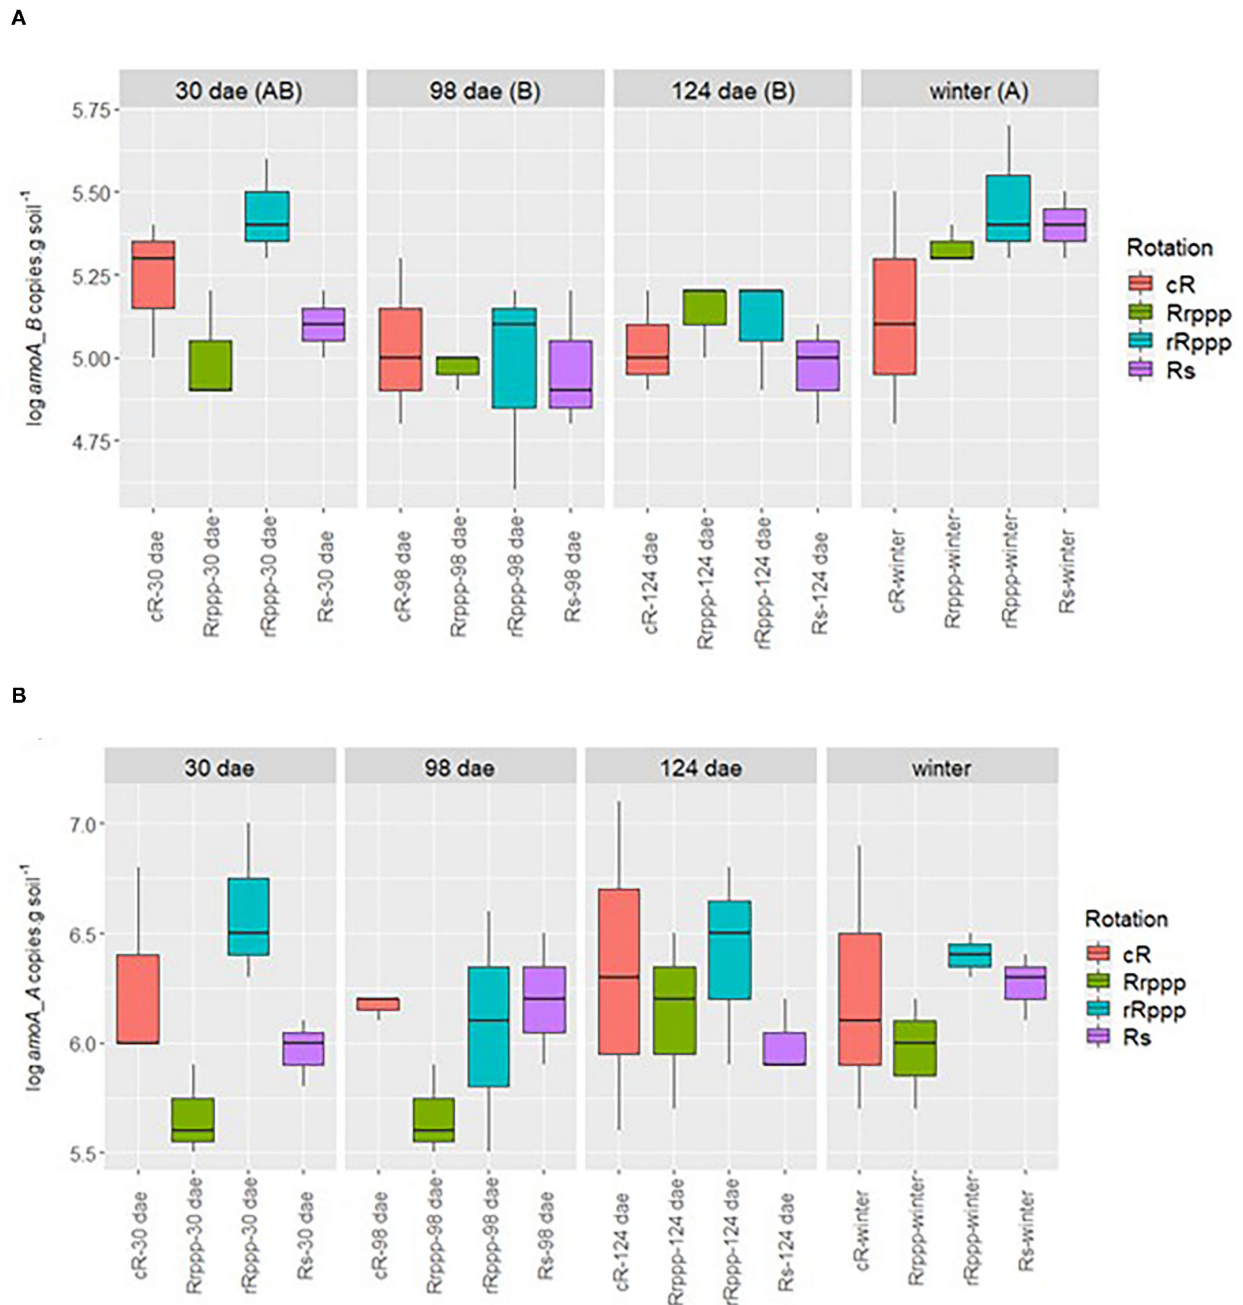 A
30 dae (AB)
98 dae (B)
124 dae (B)
winter (A)
log amoA_B copies.g soil-1
5.75
5.50
5.25
5.00
4.75
cR-30 dae
Rrppp-30 dae
rRppp-30 dae
Rs-30 dae
cR-98 dae
Rrppp-98 dae
rRppp-98 dae
Rs-98 dae
cR-124 dae
Rrppp-124 dae
rRppp-124 dae
Rs-124 dae
cR-winter
Rrppp-winter
rRppp-winter
Rs-winter
Rotation
cR
Rrppp
rRppp
Rs
B
30 dae
98 dae
124 dae
winter
log amoA_A copies.g soil-1
7.0
6.5
6.0
5.5
cR-30 dae
Rrppp-30 dae
rRppp-30 dae
Rs-30 dae
cR-98 dae
Rrppp-98 dae
rRppp-98 dae
Rs-98 dae
cR-124 dae
Rrppp-124 dae
rRppp-124 dae
Rs-124 dae
cR-winter
Rrppp-winter
rRppp-winter
Rs-winter
Rotation
cR
Rrppp
rRppp
Rs